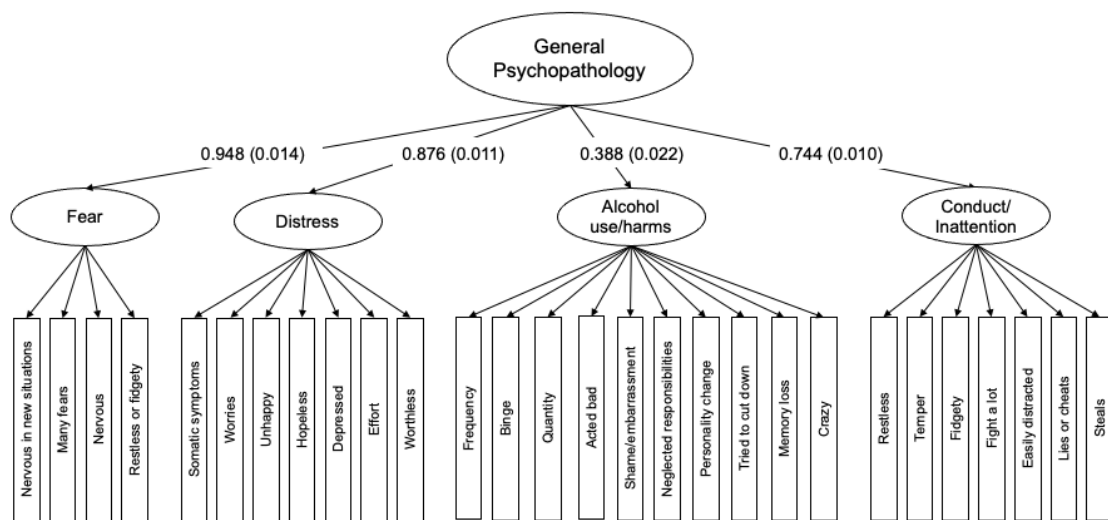 General
Psychopathology
0.948 (0.014)
0.876 (0.011)
0.388 (0.022)
0.744 (0.010)
Fear
Distress
Alcohol
use/harms
Conduct/
Inattention
Nervous in new situations
Many fears
Nervous
Restless or fidgety
Somatic symptoms
Worries
Unhappy
Hopeless
Depressed
Effort
Worthless
Frequency
Binge
Quantity
Acted bad
Shame/embarrassment
Neglected responsibilities
Personality change
Tried to cut down
Memory loss
Crazy
Restless
Temper
Fidgety
Fight a lot
Easily distracted
Lies or cheats
Steals